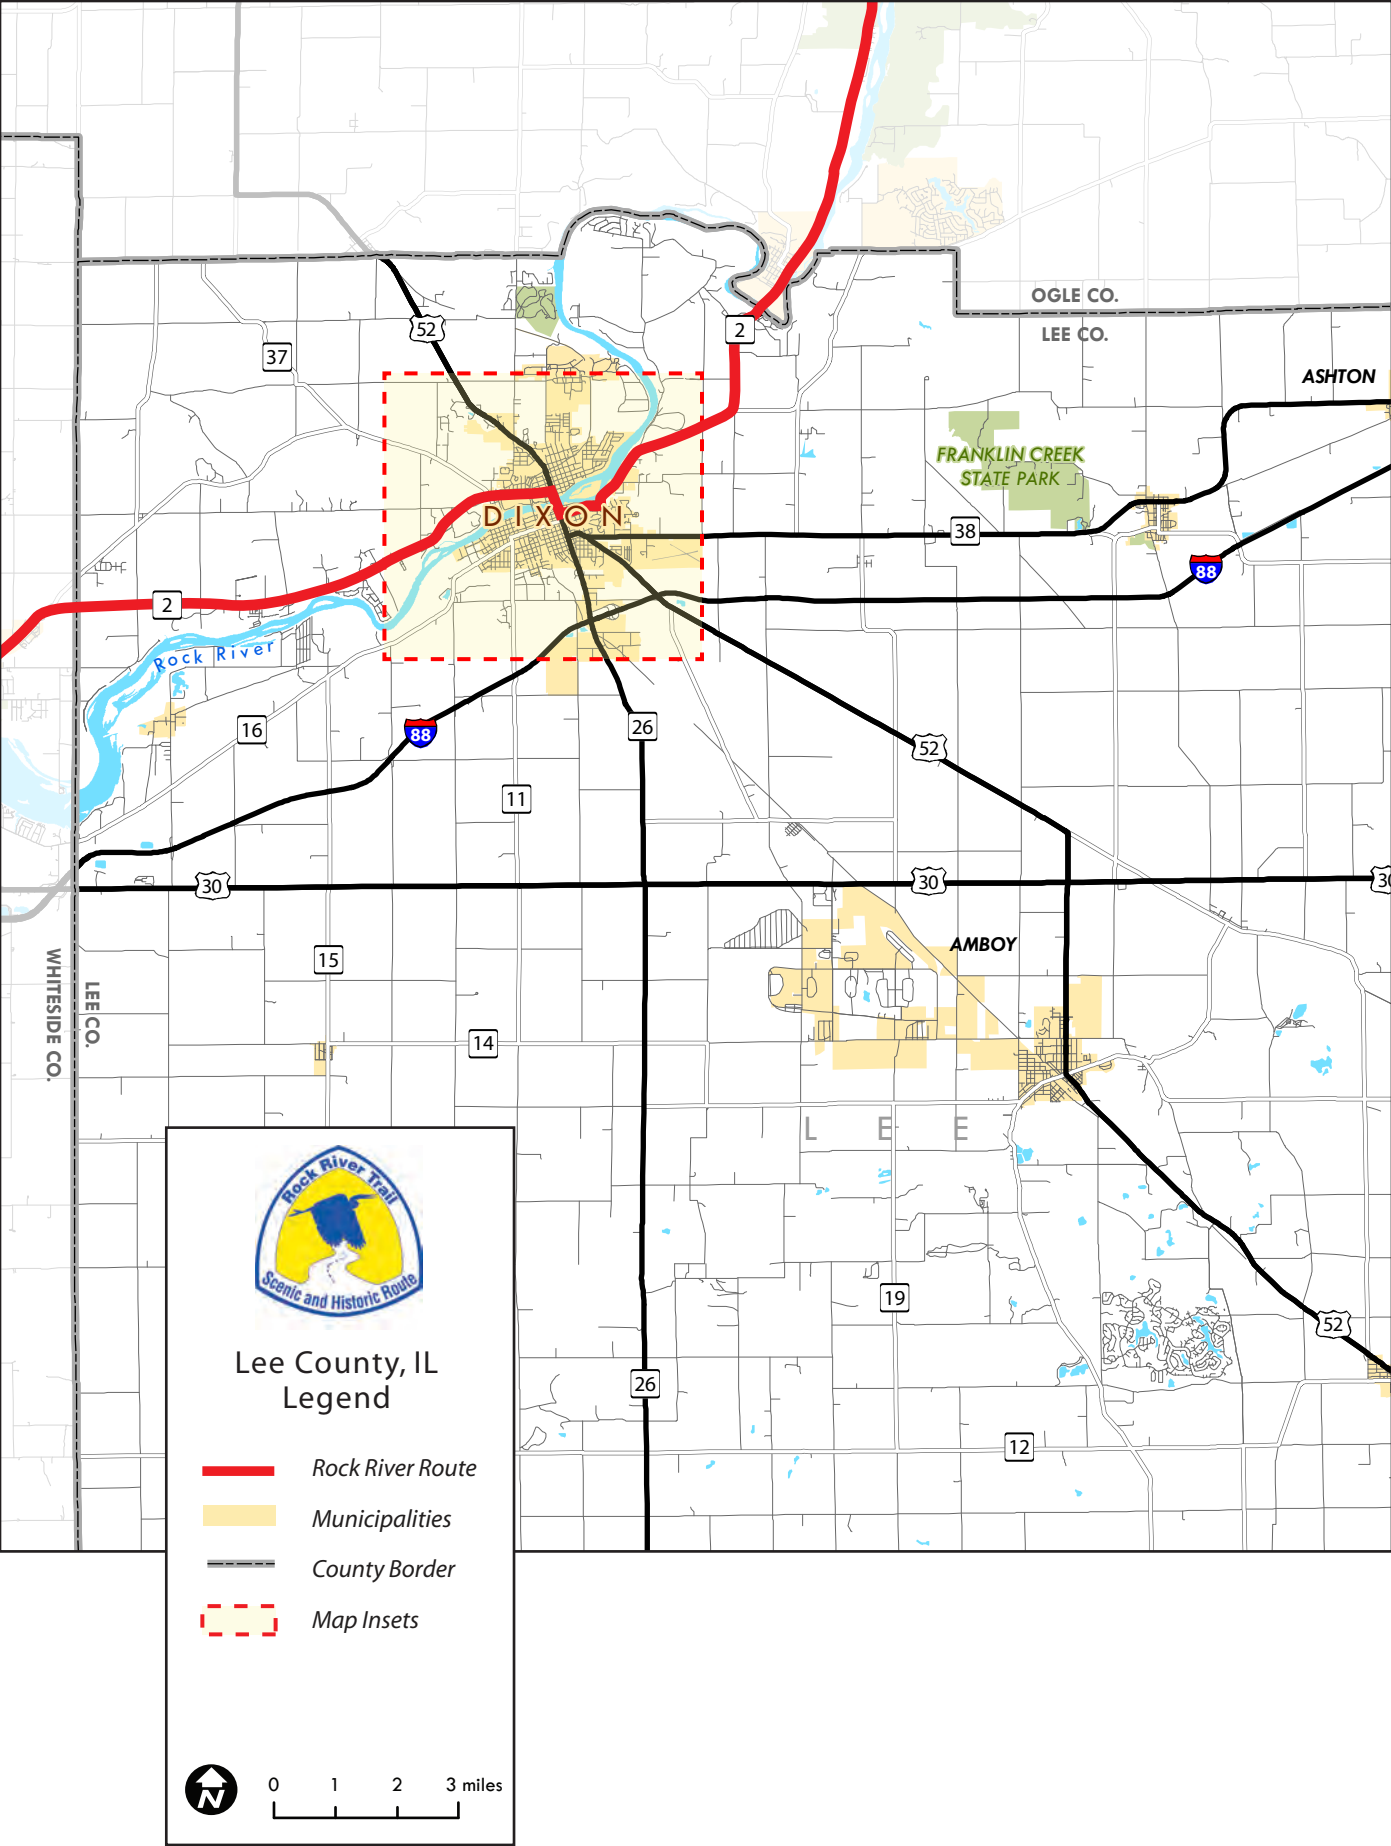 OGLE CO.
LEE CO.
52
2
37
ASHTON
FRANKLIN CREEK
STATE PARK
DIXON
38
88
2
Rock River
16
88
26
52
11
30
30
30
AMBOY
WHITESIDE CO.
LEE CO.
15
14
LEE
19
52
26
12
Rock River Trail
Scenic and Historic Route
Lee County, IL
Legend
Rock River Route
Municipalities
County Border
Map Insets
N
0 1 2 3 miles